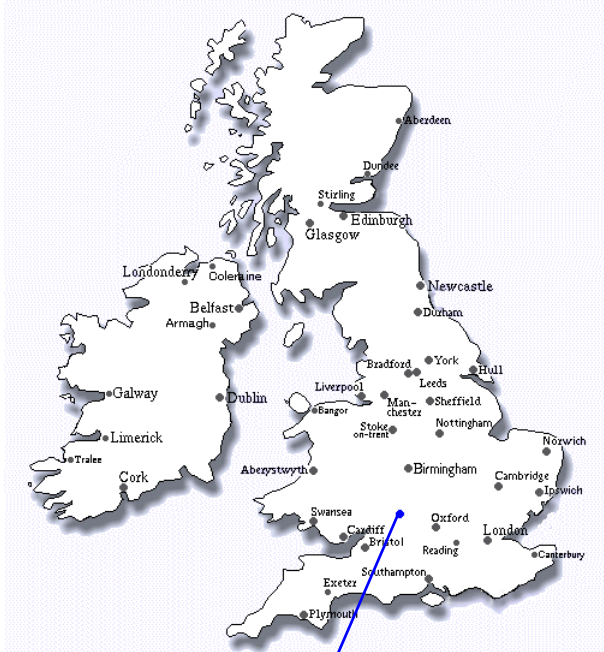 Aberdeen
Dundee
Stirling
Edinburgh
Glasgow
Londonderry
Coleraine
Newcastle
Belfast
Durham
Armagh
York
Bradford
Hull
Leeds
Liverpool
Galway
Dublin
Man-
chester
Sheffield
Bangor
Stoke
on-trent
Nottingham
Limerick
Norwich
Tralee
Aberystwyth
Birmingham
Cork
Cambridge
Ipswich
Swansea
Oxford
Cardiff
London
Bristol
Reading
Canterbury
Southampton
Exeter
Plymouth